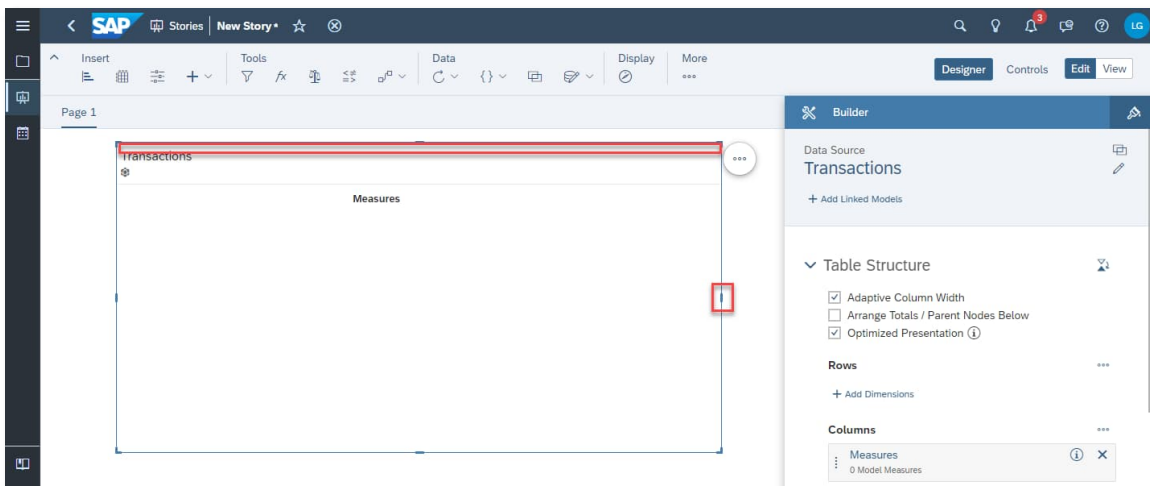 SAP Stories New Story • 3 LG
Insert Tools Data Display More
fx
Designer Controls Edit View
Page 1
Builder
Transactions
Measures
Data Source
Transactions
+ Add Linked Models
Table Structure
Adaptive Column Width
Arrange Totals / Parent Nodes Below
Optimized Presentation
Rows
+ Add Dimensions
Columns
Measures
0 Model Measures